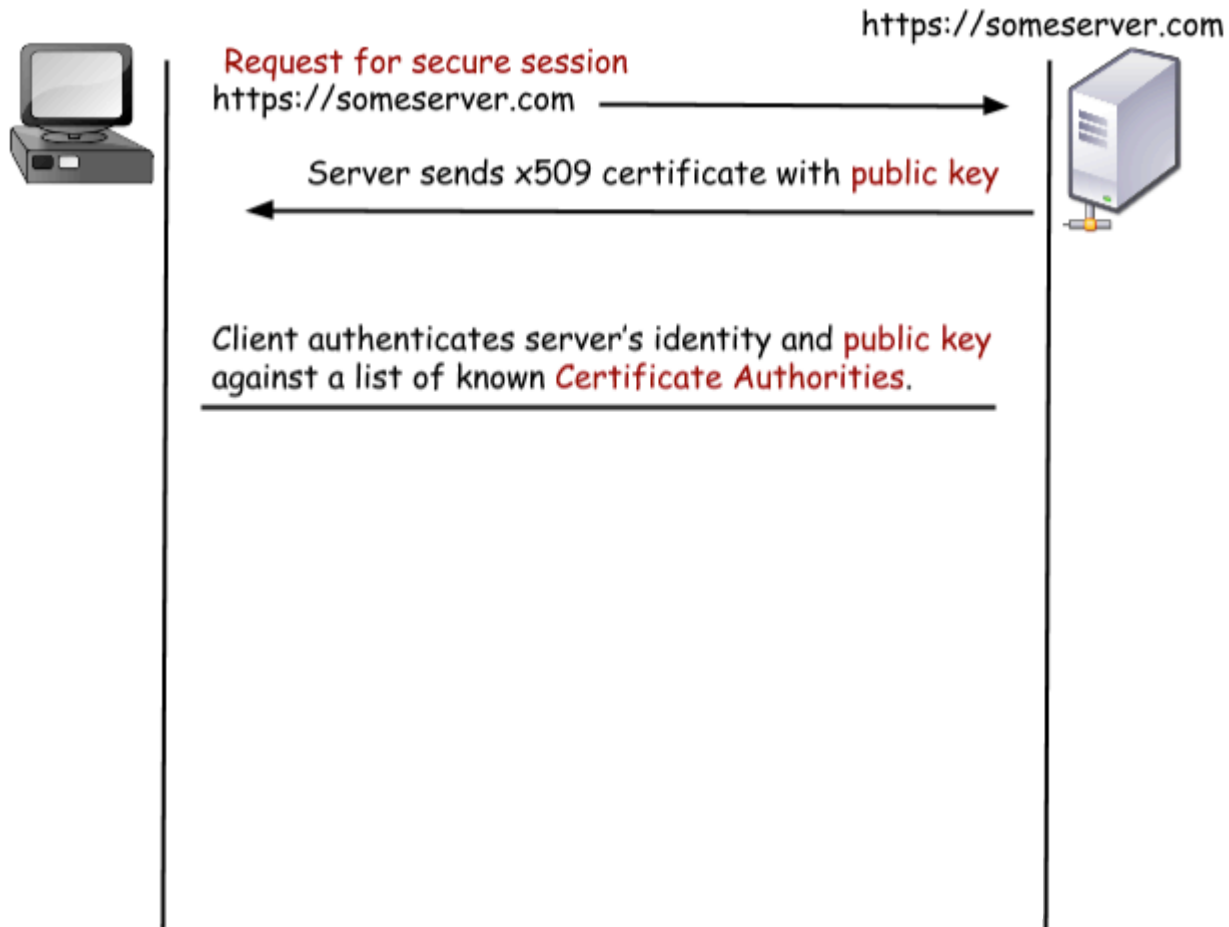 https://someserver.com
Request for secure session
https://someserver.com
Server sends x509 certificate with public key
Client authenticates server's identity and public key
against a list of known Certificate Authorities.